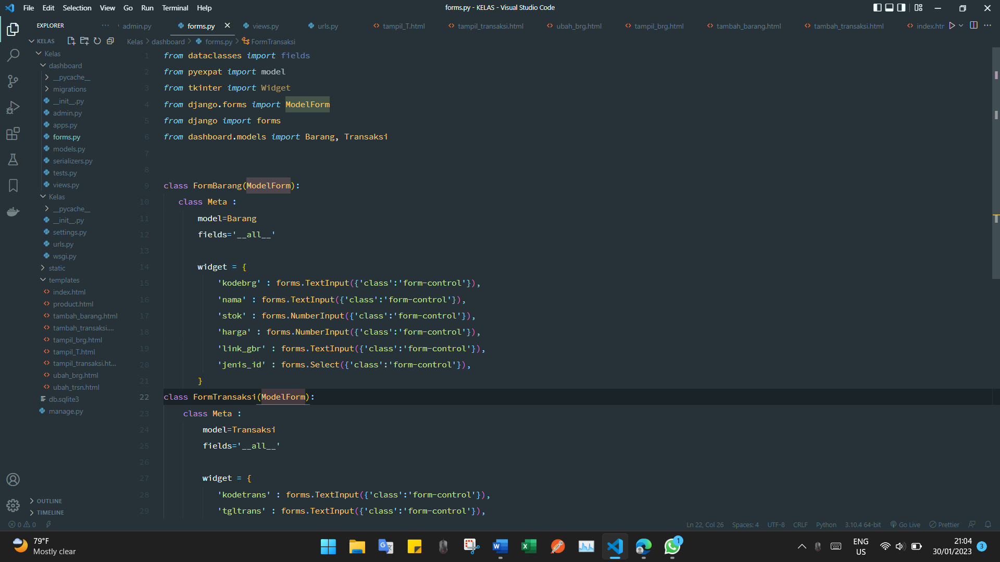 File Edit Selection View Go Run Terminal Help
forms.py - KELAS - Visual Studio Code
EXPLORER
admin.py forms.py views.py urls.py tampil_T.html tampil_transaksi.html ubah_brg.html tampil_brg.html tambah_barang.html tambah_transaksi.html index.htr
KELAS
Kelas > dashboard > forms.py > FormTransaksi
Kelas
dashboard
__pycache__
migrations
__init__.py
admin.py
apps.py
forms.py
models.py
serializers.py
tests.py
views.py
Kelas
__pycache__
__init__.py
settings.py
urls.py
wsgi.py
static
templates
index.html
product.html
tambah_barang.html
tambah_transaksi....
tampil_brg.html
tampil_T.html
tampil_transaksi.ht...
ubah_brg.html
ubah_trsn.html
db.sqlite3
manage.py
OUTLINE
TIMELINE
1 from dataclasses import fields
2 from pyexpat import model
3 from tkinter import Widget
4 from django.forms import ModelForm
5 from django import forms
6 from dashboard.models import Barang, Transaksi
7
8
9 class FormBarang(ModelForm):
10 class Meta :
11 model=Barang
12 fields='__all__'
13
14 widget = {
15 'kodebrg' : forms.TextInput({'class':'form-control'}),
16 'nama' : forms.TextInput({'class':'form-control'}),
17 'stok' : forms.NumberInput({'class':'form-control'}),
18 'harga' : forms.NumberInput({'class':'form-control'}),
19 'link_gbr' : forms.TextInput({'class':'form-control'}),
20 'jenis_id' : forms.Select({'class':'form-control'}),
21 }
22 class FormTransaksi(ModelForm):
23 class Meta :
24 model=Transaksi
25 fields='__all__'
26
27 widget = {
28 'kodetrans' : forms.TextInput({'class':'form-control'}),
29 'tgltrans' : forms.TextInput({'class':'form-control'}),
0 0
Ln 22, Col 26 Spaces: 4 UTF-8 CRLF Python 3.10.4 64-bit Go Live Prettier
79°F
Mostly clear
1
ENG
US
21:04
30/01/2023
3